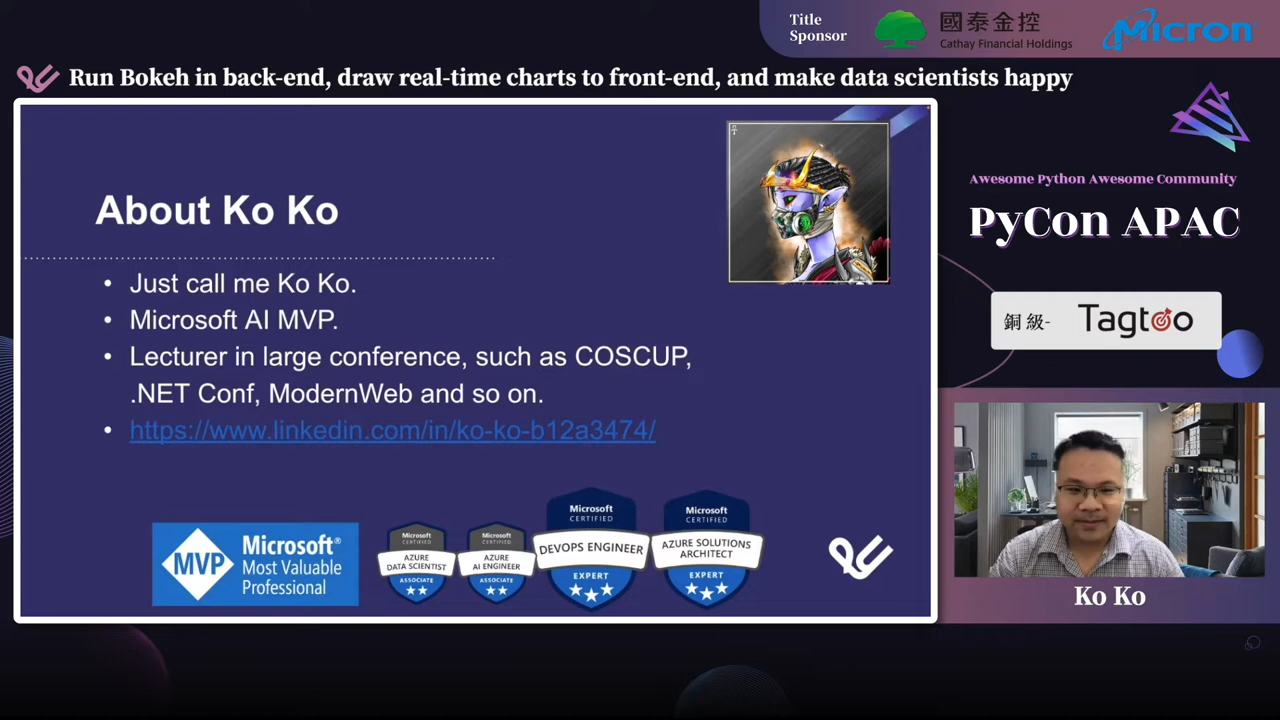 Title
Sponsor
國泰金控
Cathay Financial Holdings
Micron
Run Bokeh in back-end, draw real-time charts to front-end, and make data scientists happy
About Ko Ko
• Just call me Ko Ko.
• Microsoft AI MVP.
• Lecturer in large conference, such as COSCUP,
.NET Conf, ModernWeb and so on.
• https://www.linkedin.com/in/ko-ko-b12a3474/
MVP
Microsoft®
Most Valuable
Professional
Microsoft
CERTIFIED
AZURE
DATA SCIENTIST
ASSOCIATE
Microsoft
CERTIFIED
AZURE
AI ENGINEER
ASSOCIATE
Microsoft
CERTIFIED
DEVOPS ENGINEER
EXPERT
Microsoft
CERTIFIED
AZURE SOLUTIONS
ARCHITECT
EXPERT
Awesome Python Awesome Community
PyCon APAC
銅級-
Tagtoo
Ko Ko